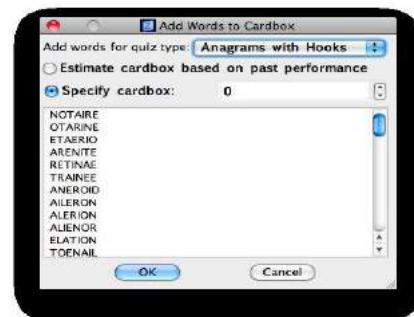 Add Words to Cardbox
Add words for quiz type: Anagrams with Hooks
Estimate cardbox based on past performance
Specify cardbox: 0
NOTAIRE
OTARINE
ETAERIO
ARENITE
RETINAE
TRAINEE
ANEROID
AILERON
ALERION
ALIENOR
ELATION
TOENAIL
OK Cancel